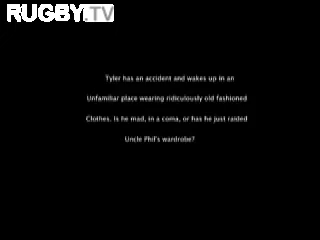 RUGBY.TV
Tyler has an accident and wakes up in an
Unfamiliar place wearing ridiculously old fashioned
Clothes. Is he mad, in a coma, or has he just raided
Uncle Phil's wardrobe?